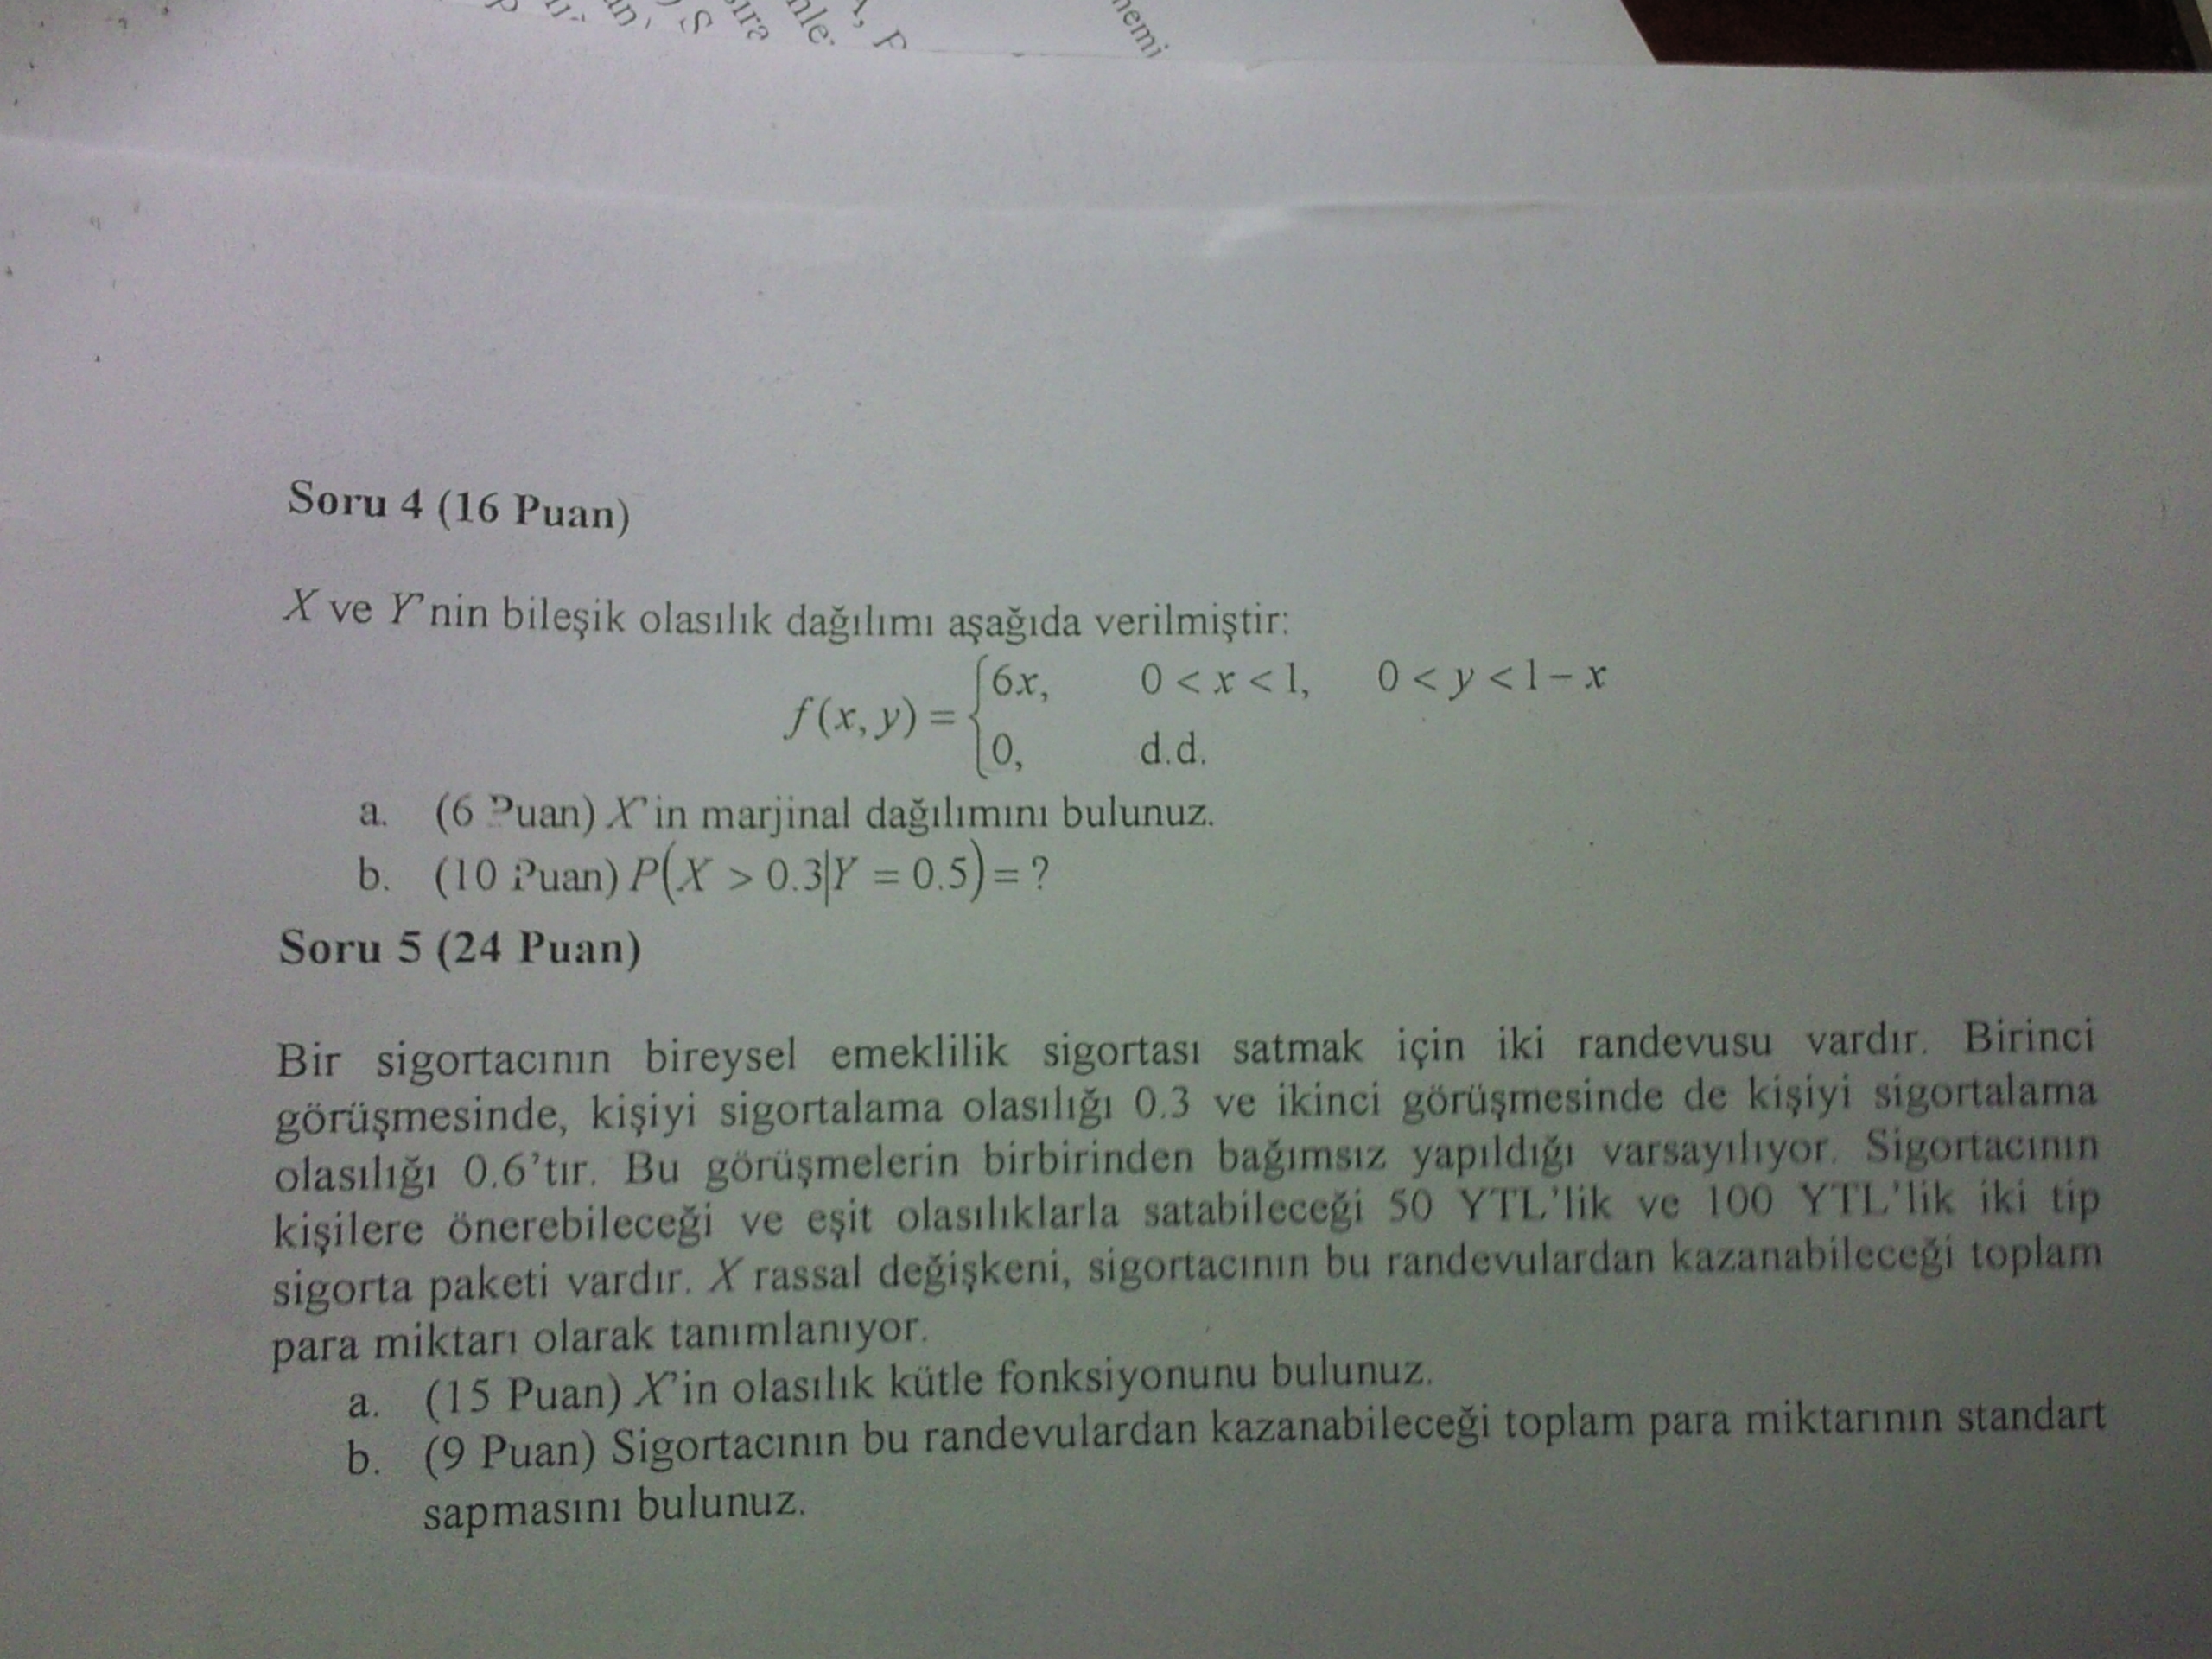 nemi
Soru 4 (16 Puan)
X ve Y'nin bileşik olasılık dağılımı aşağıda verilmiştir:
f(x, y) = {6x, 0 < x < 1, 0 < y < 1 − x
0, d.d.
a. (6 Puan) X'in marjinal dağılımını bulunuz.
b. (10 Puan) P(X > 0.3|Y = 0.5) = ?
Soru 5 (24 Puan)
Bir sigortacının bireysel emeklilik sigortası satmak için iki randevusu vardır. Birinci
görüşmesinde, kişiyi sigortalama olasılığı 0.3 ve ikinci görüşmesinde de kişiyi sigortalama
olasılığı 0.6'tır. Bu görüşmelerin birbirinden bağımsız yapıldığı varsayılıyor. Sigortacının
kişilere önerebileceği ve eşit olasılıklarla satabileceği 50 YTL'lik ve 100 YTL'lik iki tip
sigorta paketi vardır. X rassal değişkeni, sigortacının bu randevulardan kazanabileceği toplam
para miktarı olarak tanımlanıyor.
a. (15 Puan) X'in olasılık kütle fonksiyonunu bulunuz.
b. (9 Puan) Sigortacının bu randevulardan kazanabileceği toplam para miktarının standart
sapmasını bulunuz.